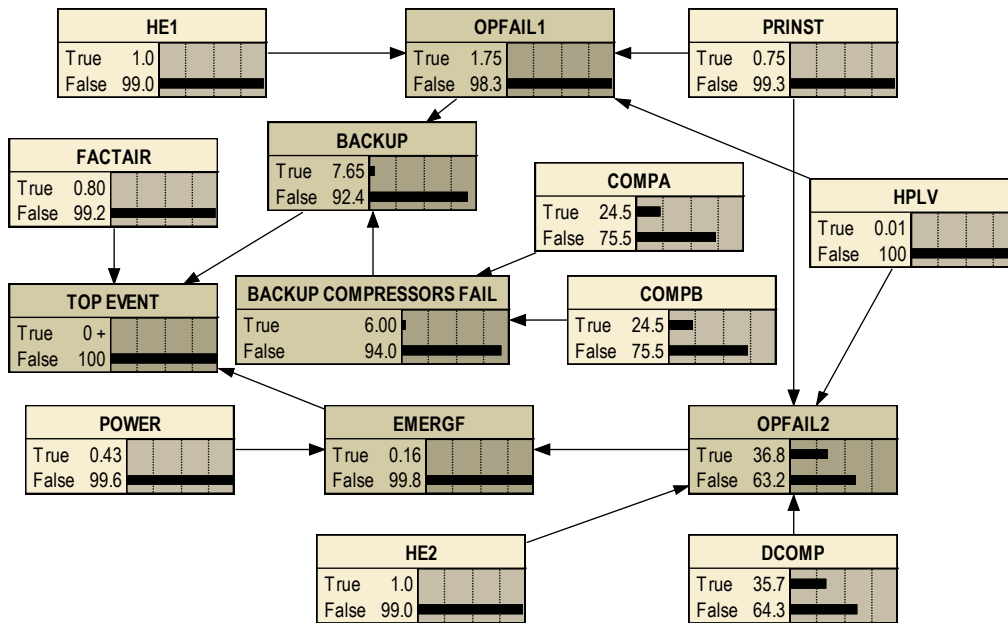 HE1
True 1.0
False 99.0
OPFAIL1
True 1.75
False 98.3
PRINST
True 0.75
False 99.3
FACTAIR
True 0.80
False 99.2
BACKUP
True 7.65
False 92.4
COMPA
True 24.5
False 75.5
HPLV
True 0.01
False 100
TOP EVENT
True 0 +
False 100
BACKUP COMPRESSORS FAIL
True 6.00
False 94.0
COMPB
True 24.5
False 75.5
POWER
True 0.43
False 99.6
EMERGF
True 0.16
False 99.8
OPFAIL2
True 36.8
False 63.2
HE2
True 1.0
False 99.0
DCOMP
True 35.7
False 64.3